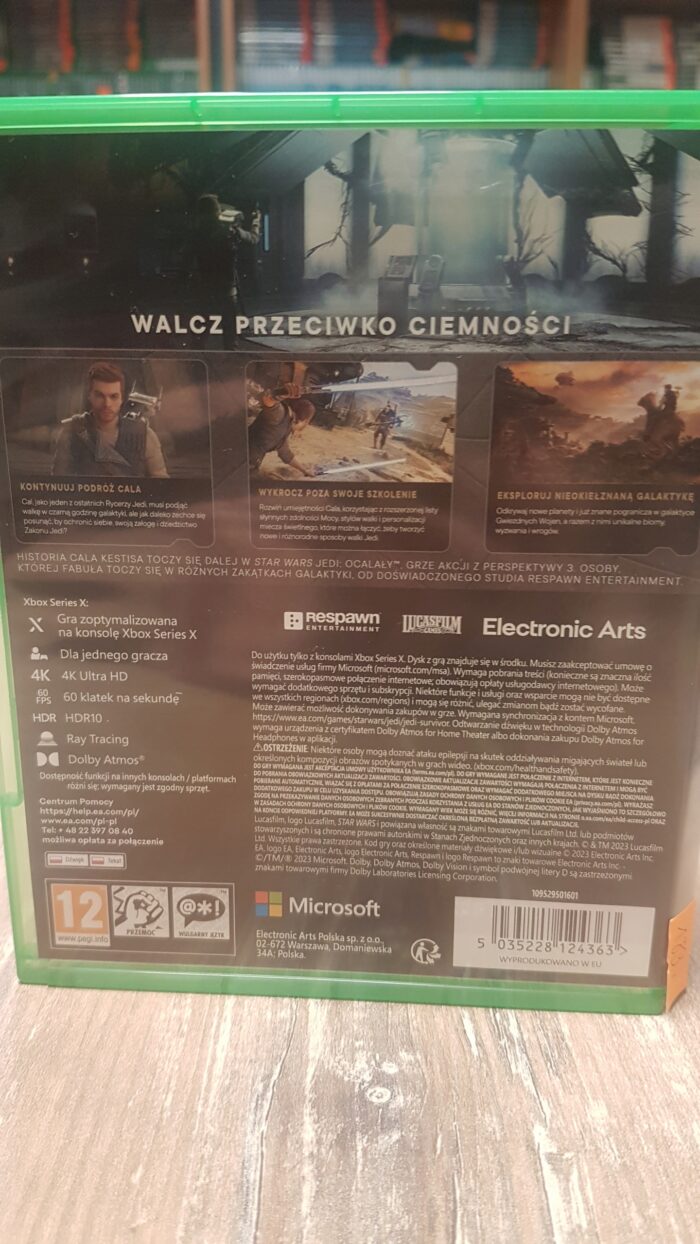 WALCZ PRZECIWKO CIEMNOŚCI
KONTYNUUJ PODRÓŻ CALA
Cal, jako jeden z ostatnich Rycerzy Jedi, musi podjąć
walkę w czarną godzinę galaktyki, ale jak daleko zechce się
posunąć, by ochronić siebie, swoją załogę i dziedzictwo
Zakonu Jedi?
WYKROCZ POZA SWOJE SZKOLENIE
Rozwiń umiejętności Cala, korzystając z rozszerzonej listy
słynnych zdolności Mocy, stylów walki i personalizacji
miecza świetlnego, które można łączyć, żeby tworzyć
nowe i różnorodne sposoby walki Jedi.
EKSPLORUJ NIEOKIEŁZNANĄ GALAKTYKĘ
Odkrywaj nowe planety i już znane pogranicza w galaktyce
Gwiezdnych Wojen, a razem z nimi unikalne biomy,
wyzwania i wrogów.
HISTORIA CALA KESTISA TOCZY SIĘ DALEJ W STAR WARS JEDI: OCALAŁY™, GRZE AKCJI Z PERSPEKTYWY 3. OSOBY,
KTÓREJ FABUŁA TOCZY SIĘ W RÓŻNYCH ZAKĄTKACH GALAKTYKI, OD DOŚWIADCZONEGO STUDIA RESPAWN ENTERTAINMENT.
Xbox Series X:
X Gra zoptymalizowana
na konsolę Xbox Series X
Dla jednego gracza
4K 4K Ultra HD
60 FPS 60 klatek na sekundę
HDR HDR10
Ray Tracing
Dolby Atmos®
Dostępność funkcji na innych konsolach / platformach
różni się; wymagany jest zgodny sprzęt.
Centrum Pomocy
https://help.ea.com/pl/
www.ea.com/pl-pl
Tel: + 48 22 397 08 40
możliwa opłata za połączenie
Dźwięk Tekst
12
www.pegi.info
PRZEMOC
@*!
WULGARNY JĘZYK
Respawn
ENTERTAINMENT
LUCASFILM
GAMES
Electronic Arts
Do użytku tylko z konsolami Xbox Series X. Dysk z grą znajduje się w środku. Musisz zaakceptować umowę o
świadczenie usług firmy Microsoft (microsoft.com/msa). Wymaga pobrania treści (konieczne są znaczna ilość
pamięci, szerokopasmowe połączenie internetowe; obowiązują opłaty usługodawcy internetowego). Może
wymagać dodatkowego sprzętu i subskrypcji. Niektóre funkcje i usługi oraz wsparcie mogą nie być dostępne
we wszystkich regionach (xbox.com/regions) i mogą się różnić, ulegać zmianom bądź zostać wycofane.
Może zawierać możliwość dokonywania zakupów w grze. Wymagana synchronizacja z kontem Microsoft.
https://www.ea.com/games/starwars/jedi/jedi-survivor. Odtwarzanie dźwięku w technologii Dolby Atmos
wymaga urządzenia z certyfikatem Dolby Atmos for Home Theater albo dokonania zakupu Dolby Atmos for
Headphones w aplikacji.
⚠OSTRZEŻENIE: Niektóre osoby mogą doznać ataku epilepsji na skutek oddziaływania migających świateł lub
określonych kompozycji obrazów spotykanych w grach wideo. (xbox.com/healthandsafety).
Lucasfilm, logo Lucasfilm, STAR WARS i powiązana własność są znakami towarowymi Lucasfilm Ltd. lub podmiotów
stowarzyszonych i są chronione prawami autorskimi w Stanach Zjednoczonych oraz innych krajach. © & TM 2023 Lucasfilm
Ltd. Wszystkie prawa zastrzeżone. Kod gry oraz określone materiały dźwiękowe i/lub wizualne © 2023 Electronic Arts Inc.
EA, logo EA, Electronic Arts, logo Electronic Arts, Respawn i logo Respawn to znaki towarowe Electronic Arts Inc.
©/TM/® 2023 Microsoft. Dolby, Dolby Atmos, Dolby Vision i symbol podwójnej litery D są zastrzeżonymi
znakami towarowymi firmy Dolby Laboratories Licensing Corporation.
Microsoft
Electronic Arts Polska sp. z o.o.
02-672 Warszawa, Domaniewska
34A; Polska.
109529501601
5 035228 124363 >
WYPRODUKOWANO W EU